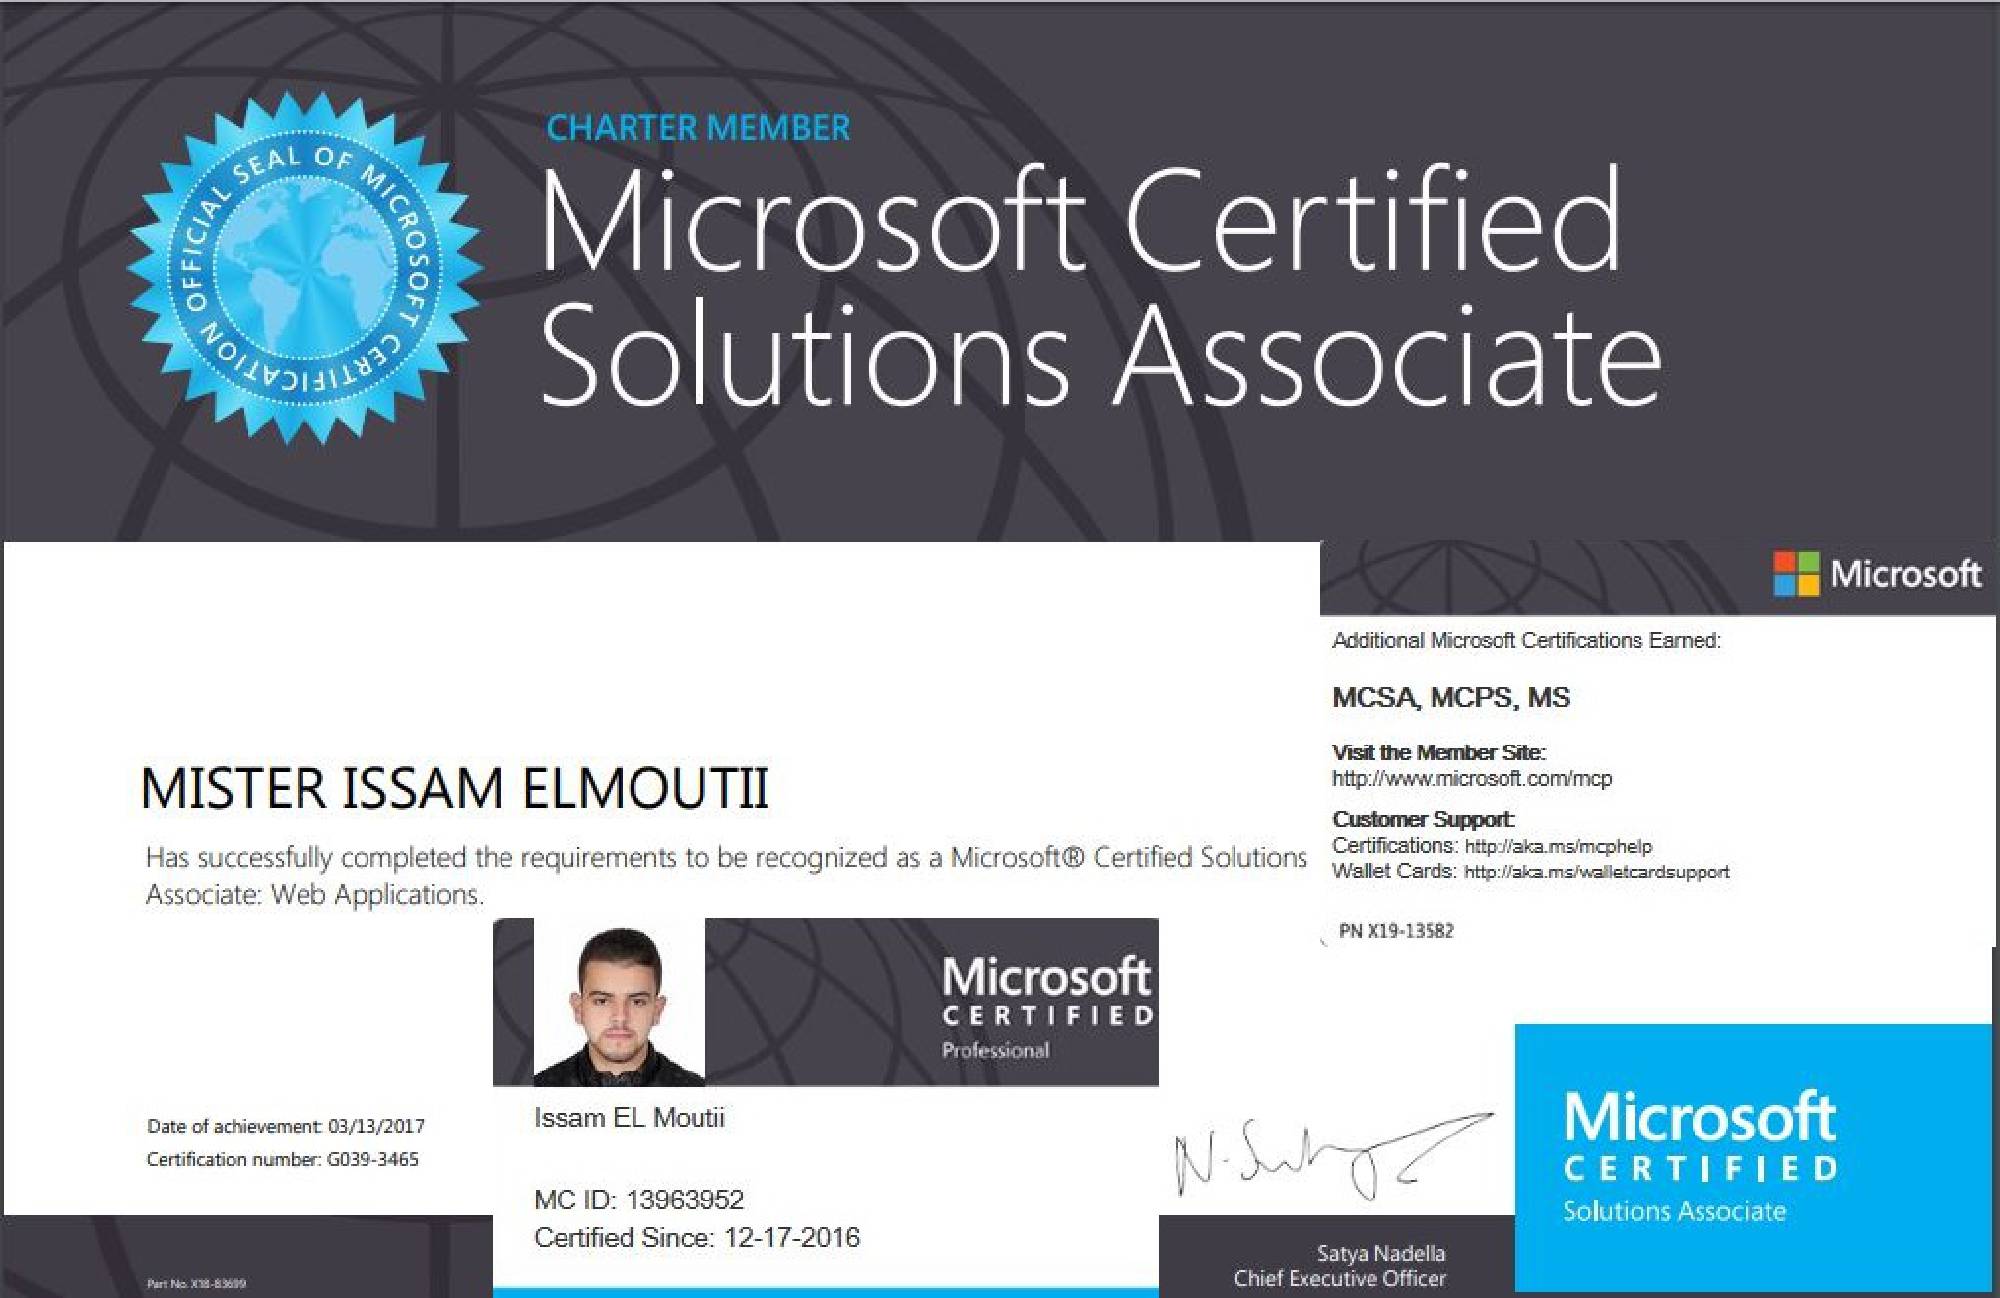 OFFICIAL SEAL OF MICROSOFT CERTIFICATION
CHARTER MEMBER
Microsoft Certified
Solutions Associate
Microsoft
Additional Microsoft Certifications Earned:
MCSA, MCPS, MS
Visit the Member Site:
http://www.microsoft.com/mcp
Customer Support:
Certifications: http://aka.ms/mcphelp
Wallet Cards: http://aka.ms/walletcardsupport
PN X19-13582
MISTER ISSAM ELMOUTII
Has successfully completed the requirements to be recognized as a Microsoft® Certified Solutions
Associate: Web Applications.
Date of achievement: 03/13/2017
Certification number: G039-3465
Part No. X18-83699
Microsoft
CERTIFIED
Professional
Issam EL Moutii
MC ID: 13963952
Certified Since: 12-17-2016
Satya Nadella
Chief Executive Officer
Microsoft
CERTIFIED
Solutions Associate